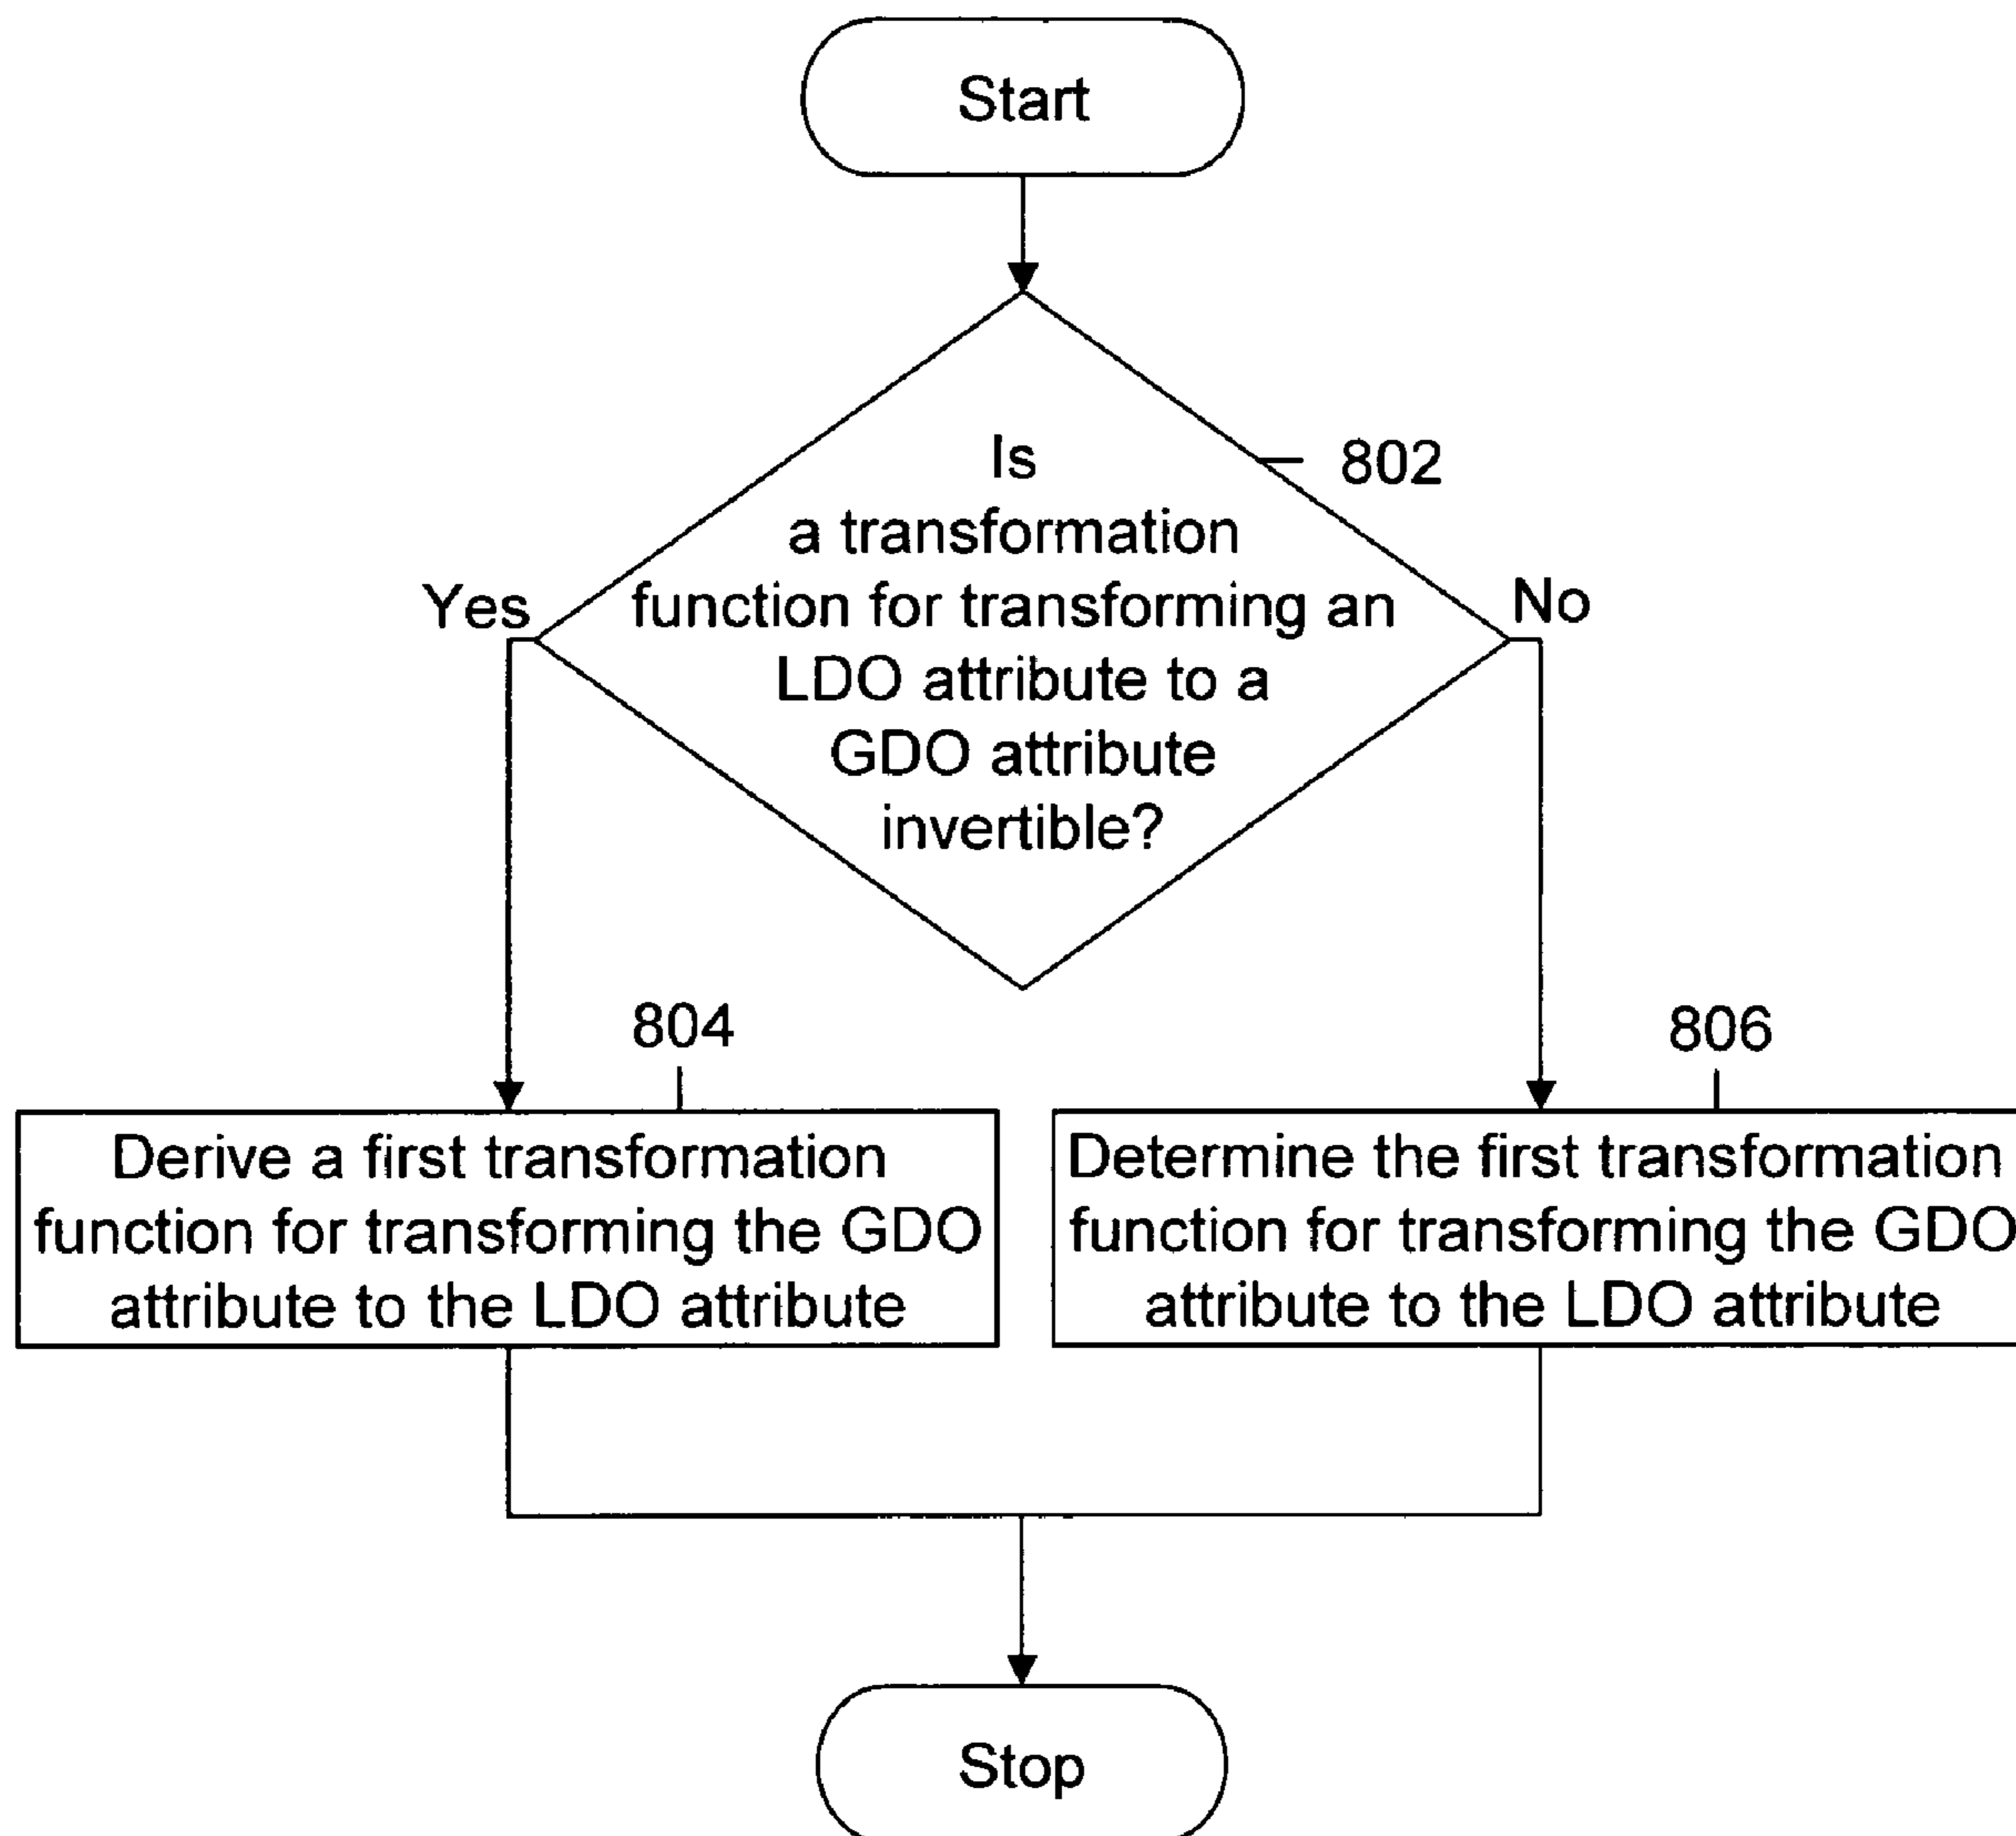 Start
Is
a transformation
function for transforming an
LDO attribute to a
GDO attribute
invertible?
802
Yes
No
804
806
Derive a first transformation
function for transforming the GDO
attribute to the LDO attribute
Determine the first transformation
function for transforming the GDO
attribute to the LDO attribute
Stop